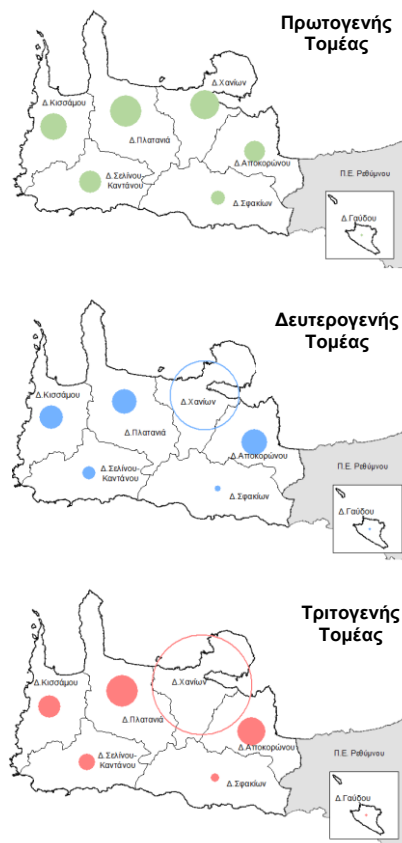 Πρωτογενής
Τομέας
Δ.Χανίων
Δ.Κισσάμου
Δ.Πλατανιά
Δ.Αποκορώνου
Π.Ε. Ρεθύμνου
Δ.Σελίνου-
Καντάνου
Δ.Σφακίων
Δ.Γαύδου
Δευτερογενής
Τομέας
Δ.Κισσάμου
Δ.Χανίων
Δ.Πλατανιά
Δ.Αποκορώνου
Π.Ε. Ρεθύμνου
Δ.Σελίνου-
Καντάνου
Δ.Σφακίων
Δ.Γαύδου
Τριτογενής
Τομέας
Δ.Κισσάμου
Δ.Χανίων
Δ.Πλατανιά
Δ.Αποκορώνου
Π.Ε. Ρεθύμνου
Δ.Σελίνου-
Καντάνου
Δ.Σφακίων
Δ.Γαύδου